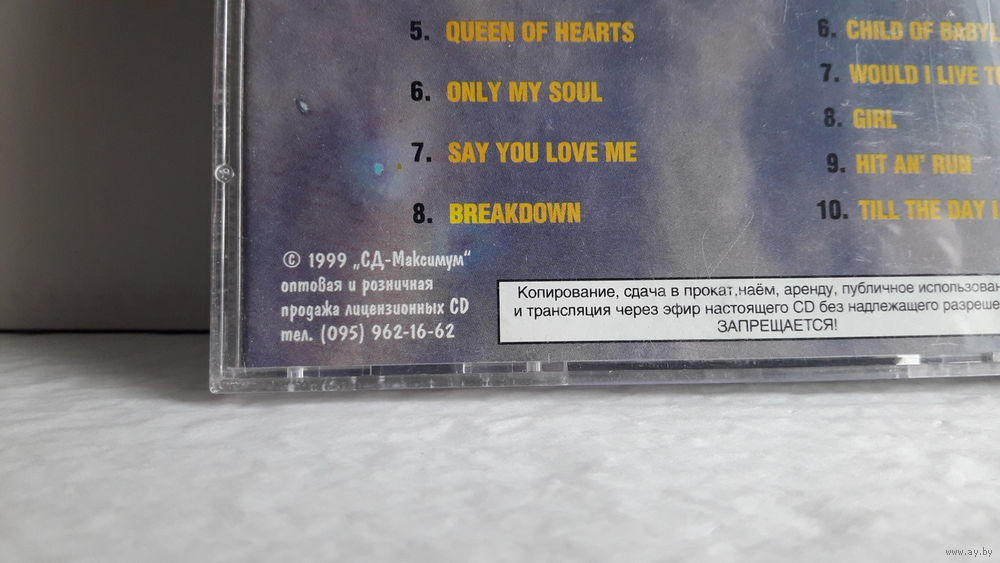 5. QUEEN OF HEARTS
6. ONLY MY SOUL
7. SAY YOU LOVE ME
8. BREAKDOWN
6. CHILD OF
7. WOULD I LIVE
8. GIRL
9. HIT AN' RUN
10. TILL THE DAY I
© 1999 „СД-Максимум“
оптовая и розничная
продажа лицензионных CD
тел. (095) 962-16-62
Копирование, сдача в прокат,наём, аренду, публичное
и трансляция через эфир настоящего CD без надлежащего
ЗАПРЕЩАЕТСЯ!
www.ay.by